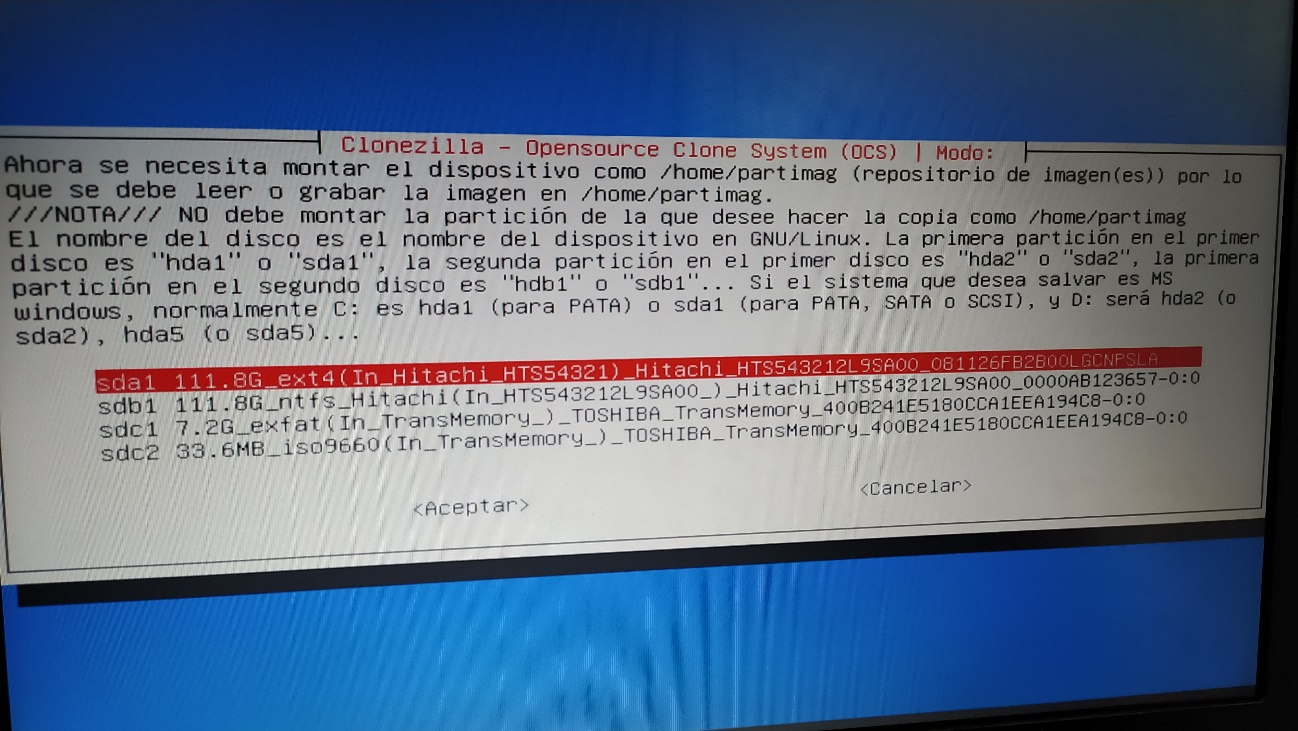 Clonezilla - Opensource Clone System (OCS) | Modo:
Ahora se necesita montar el dispositivo como /home/partimag (repositorio de imagen(es)) por lo
que se debe leer o grabar la imagen en /home/partimag.
///NOTA/// NO debe montar la partición de la que desee hacer la copia como /home/partimag
El nombre del disco es el nombre del dispositivo en GNU/Linux. La primera partición en el primer
disco es "hda1" o "sda1", la segunda partición en el primer disco es "hda2" o "sda2", la primera
partición en el segundo disco es "hdb1" o "sdb1"... Si el sistema que desea salvar es MS
windows, normalmente C: es hda1 (para PATA) o sda1 (para PATA, SATA o SCSI), y D: será hda2 (o
sda2), hda5 (o sda5)...
sda1 111.8G_ext4(In_Hitachi_HTS54321)_Hitachi_HTS543212L9SA00_081126FB2B00LGCNPSLA
sdb1 111.8G_ntfs_Hitachi(In_HTS543212L9SA00_)_Hitachi_HTS543212L9SA00_0000AB123657-0:0
sdc1 7.2G_exfat(In_TransMemory_)_TOSHIBA_TransMemory_400B241E5180CCA1EEA194C8-0:0
sdc2 33.6MB_iso9660(In_TransMemory_)_TOSHIBA_TransMemory_400B241E5180CCA1EEA194C8-0:0
<Aceptar> <Cancelar>